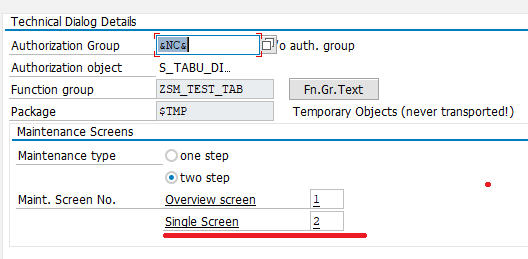 Technical Dialog Details
Authorization Group &NC& /o auth. group
Authorization object S_TABU_DI…
Function group ZSM_TEST_TAB Fn.Gr.Text
Package $TMP Temporary Objects (never transported!)
Maintenance Screens
Maintenance type one step
two step
Maint. Screen No. Overview screen 1
Single Screen 2